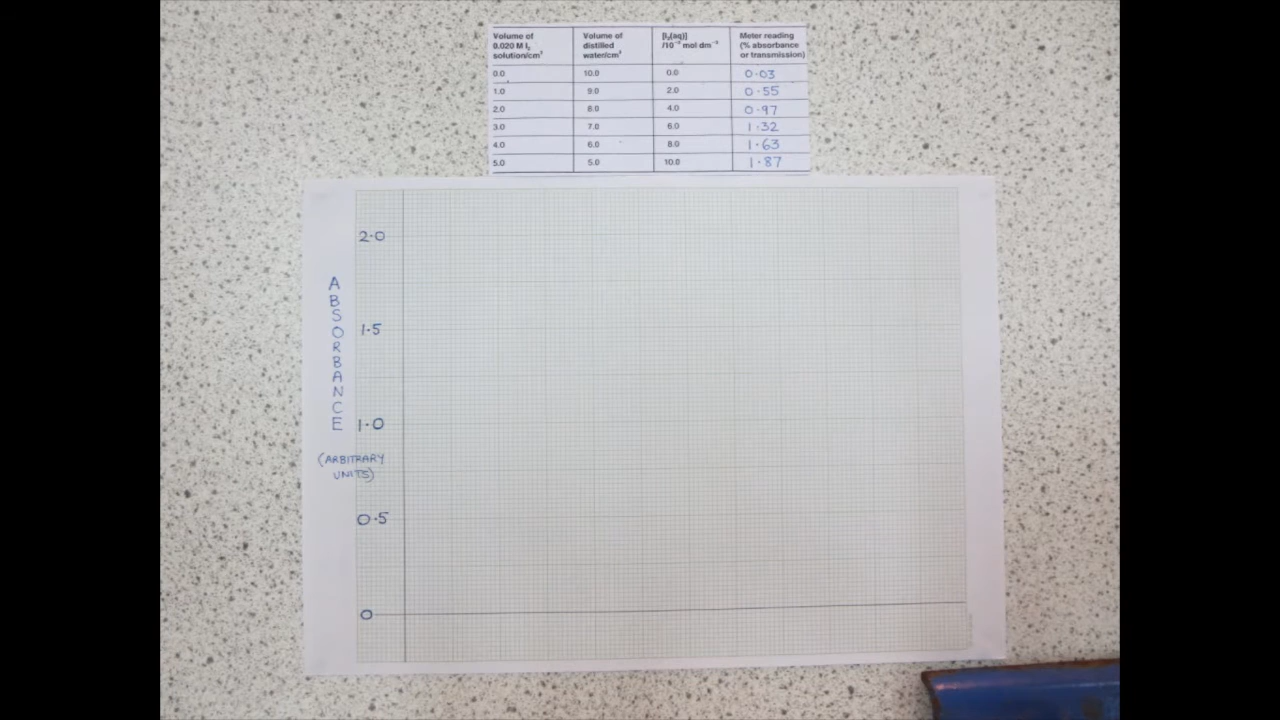 Volume of 0.020 M I₂ solution/cm³ Volume of distilled water/cm³ [I₂(aq)] /10⁻³ mol dm⁻³ Meter reading (% absorbance or transmission)
0.0 10.0 0.0 0.03
1.0 9.0 2.0 0.55
2.0 8.0 4.0 0.97
3.0 7.0 6.0 1.32
4.0 6.0 8.0 1.63
5.0 5.0 10.0 1.87
2.0
ABSORBANCE
1.5
1.0
(ARBITRARY
UNITS)
0.5
0